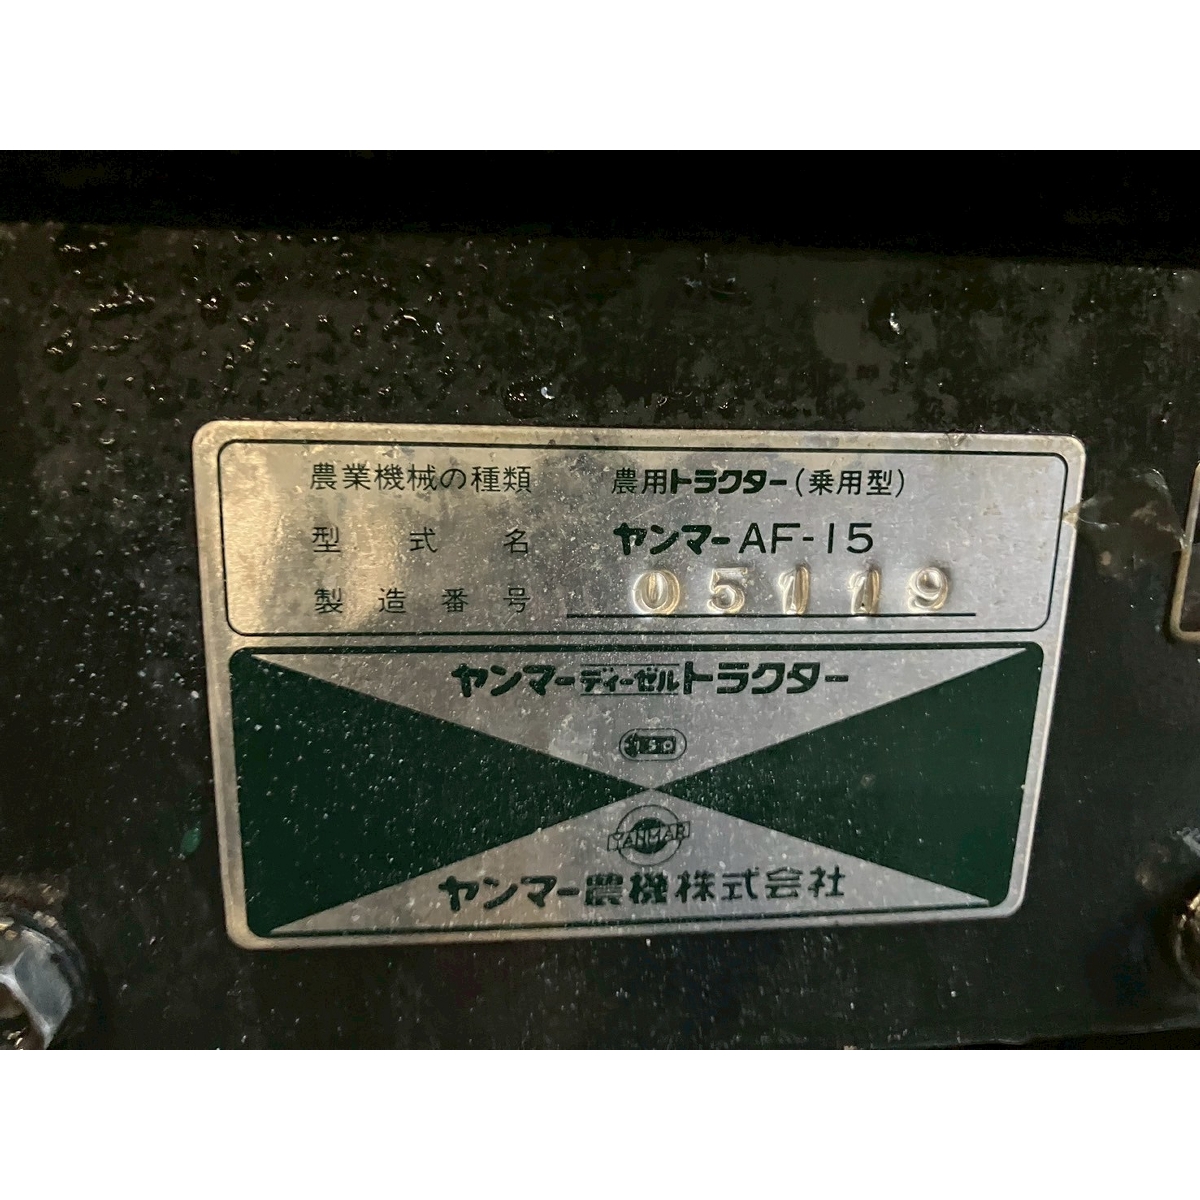 農業機械の種類 農用トラクター(乗用型)
型式名 ヤンマー AF-15
製造番号 05119
ヤンマーディーゼルトラクター
YANMAR
ヤンマー農機株式会社